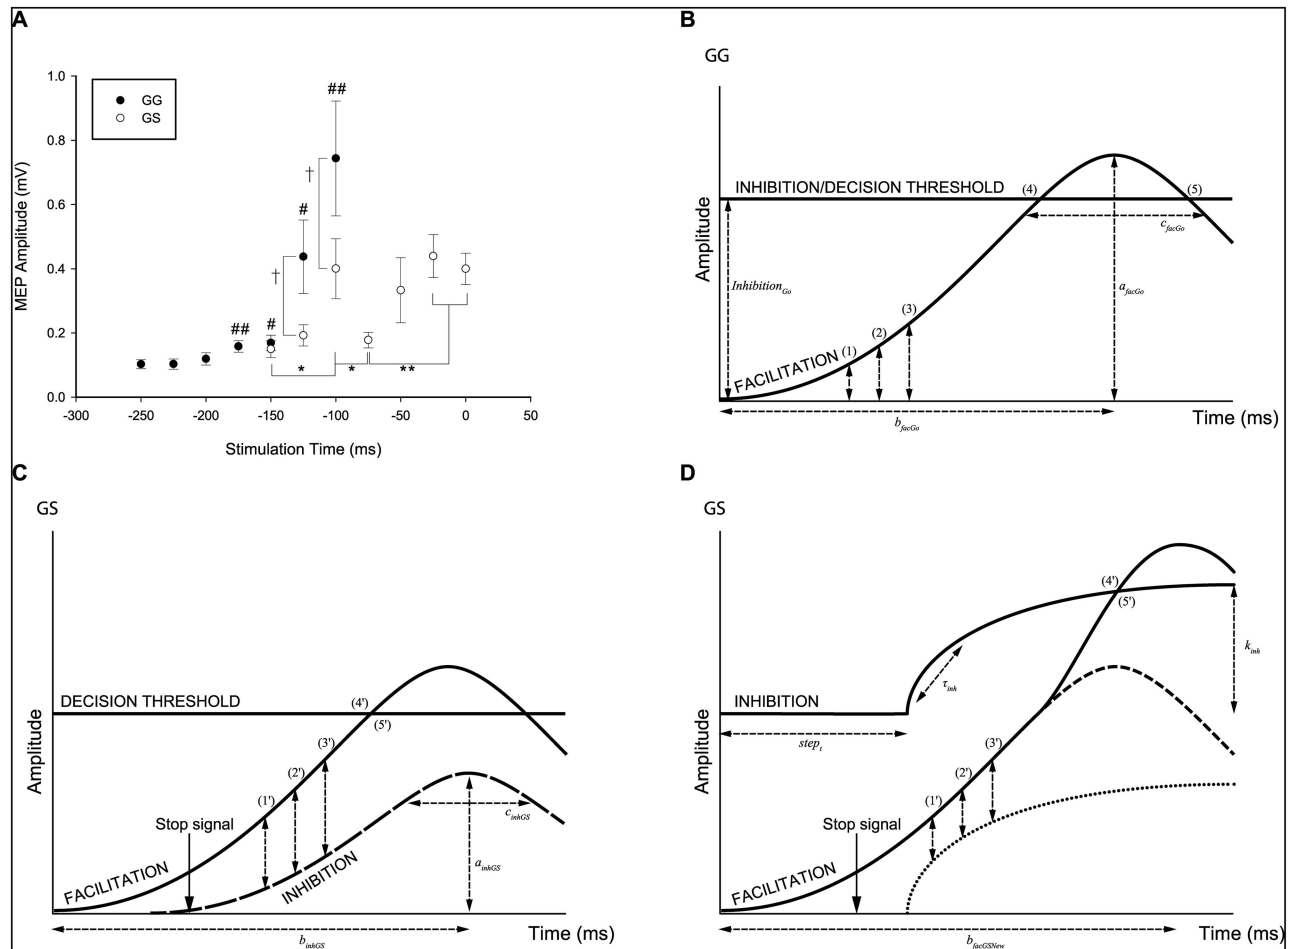 A
MEP Amplitude (mV)
1.0
0.8
0.6
0.4
0.2
0.0
GG
GS
##
#
†
##
#
†
*
*
**
-300
-250
-200
-150
-100
-50
0
50
Stimulation Time (ms)
B
GG
Amplitude
INHIBITION/DECISION THRESHOLD
(4)
(5)
c_facGo
Inhibition_Go
a_facGo
(3)
(2)
(1)
FACILITATION
b_facGo
Time (ms)
C
GS
Amplitude
DECISION THRESHOLD
(4')
(5')
(3')
(2')
(1')
c_inhGS
Stop signal
a_inhGS
FACILITATION
INHIBITION
b_inhGS
Time (ms)
D
GS
Amplitude
(4')
(5')
k_inh
τ_inh
INHIBITION
step_t
(3')
(2')
(1')
Stop signal
FACILITATION
b_facGSNew
Time (ms)